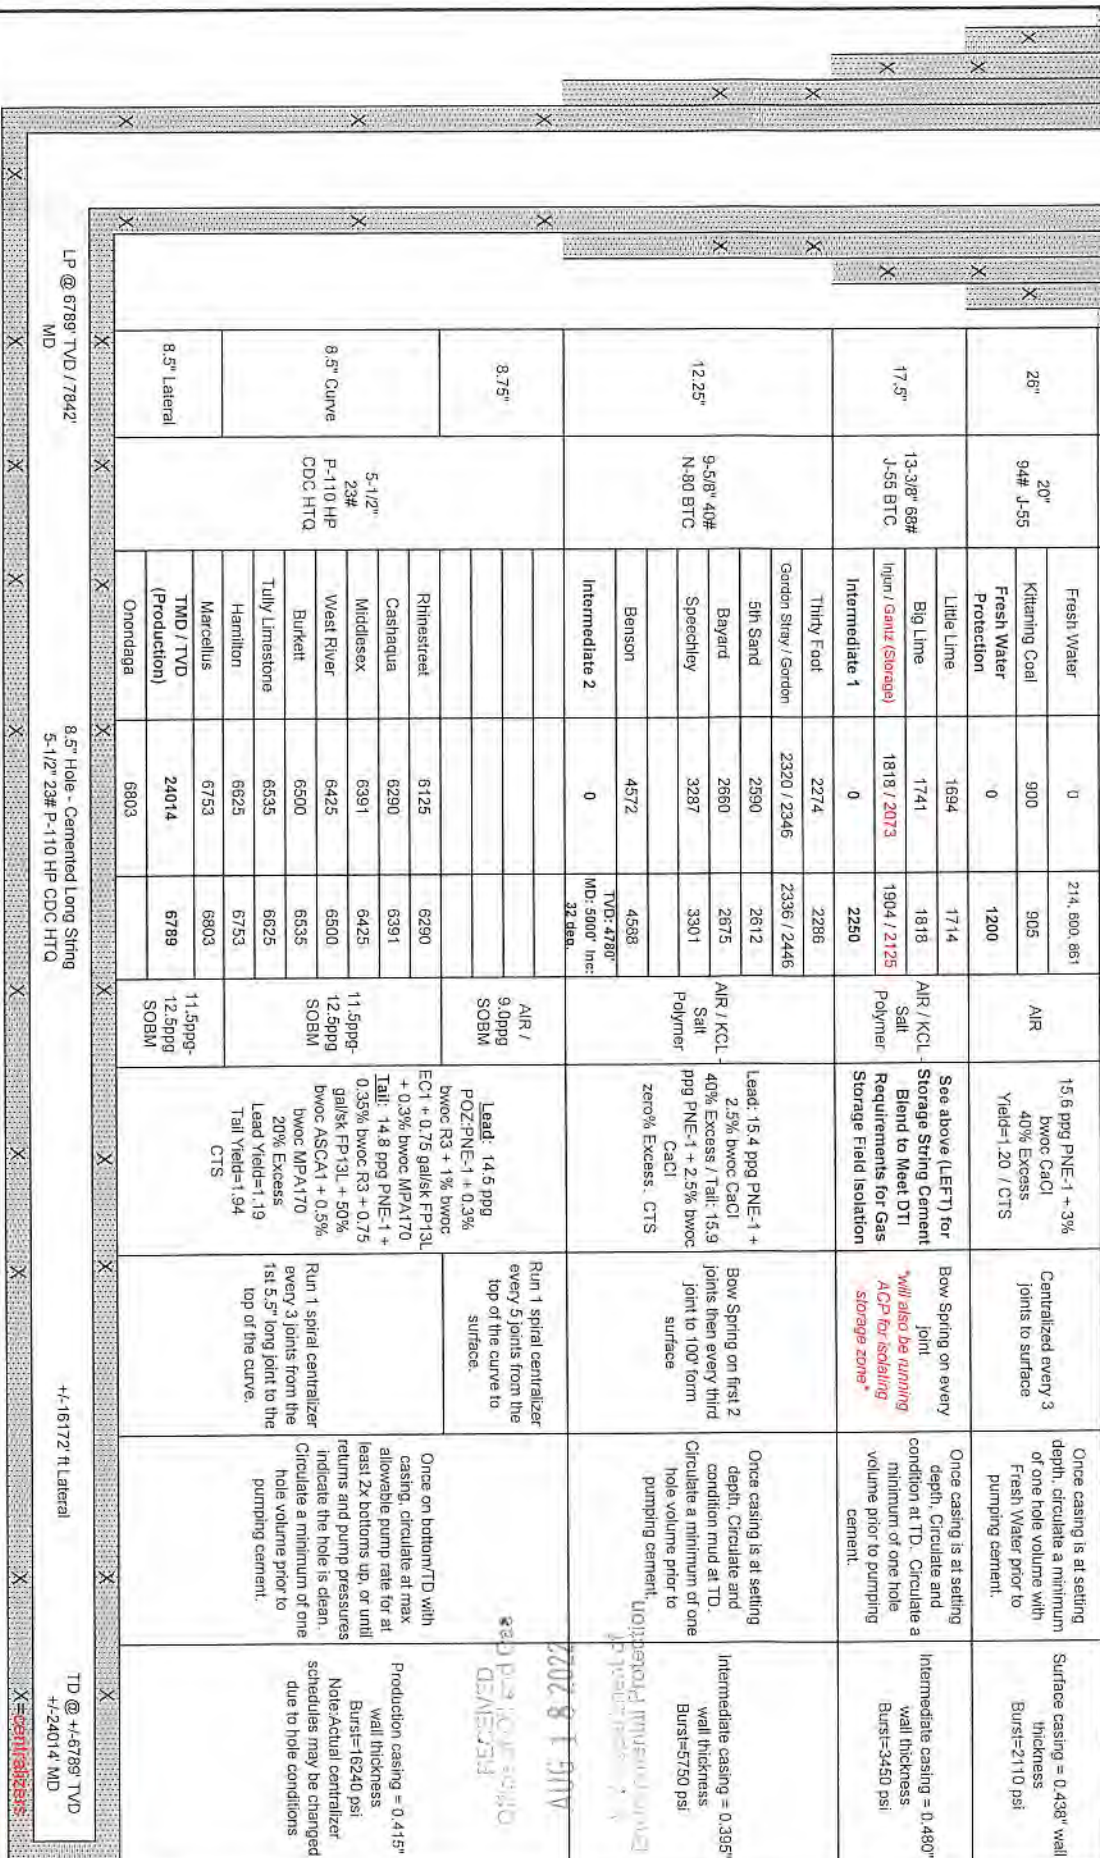 26"
20"
94# J-55
Fresh Water
0
214, 600, 861
Kittaning Coal
900
905
Fresh Water
Protection
0
1200
AIR
15.6 ppg PNE-1 + 3%
bwoc CaCl
40% Excess
Yield=1.20 / CTS
Centralized every 3
joints to surface
Once casing is at setting
depth, circulate a minimum
of one hole volume with
Fresh Water prior to
pumping cement.
Surface casing = 0.438" wall
thickness
Burst=2110 psi
17.5"
13-3/8" 68#
J-55 BTC
Little Lime
1694
1714
Big Lime
1741
1818
Injun / Gantz (Storage)
1818 / 2073
1904 / 2125
Intermediate 1
0
2250
AIR / KCL -
Salt
Polymer
See above (LEFT) for
Storage String Cement
Blend to Meet DTI
Requirements for Gas
Storage Field Isolation
Bow Spring on every
joint
*will also be running
ACP for isolating
storage zone*
Once casing is at setting
depth, Circulate and
condition at TD. Circulate a
minimum of one hole
volume prior to pumping
cement.
Intermediate casing = 0.480"
wall thickness
Burst=3450 psi
12.25"
9-5/8" 40#
N-80 BTC
Thirty Foot
2274
2286
Gordon Stray / Gordon
2320 / 2346
2336 / 2446
5th Sand
2590
2612
Bayard
2660
2675
Speechley
3287
3301
Benson
4572
4588
Intermediate 2
0
TVD: 4780'
MD: 5000' Inc:
32 deg.
AIR / KCL -
Salt
Polymer
Lead: 15.4 ppg PNE-1 +
2.5% bwoc CaCl
40% Excess / Tail: 15.9
ppg PNE-1 + 2.5% bwoc
CaCl
zero% Excess. CTS
Bow Spring on first 2
joints then every third
joint to 100' form
surface
Once casing is at setting
depth, Circulate and
condition mud at TD.
Circulate a minimum of one
hole volume prior to
pumping cement.
Intermediate casing = 0.395"
wall thickness
Burst=5750 psi
8.75"
AIR /
9.0ppg
SOBM
Run 1 spiral centralizer
every 5 joints from the
top of the curve to
surface.
8.5" Curve
5-1/2"
23#
P-110 HP
CDC HTQ
Rhinestreet
6125
6290
Cashaqua
6290
6391
Middlesex
6391
6425
West River
6425
6500
Burkett
6500
6535
Tully Limestone
6535
6625
Hamilton
6625
6753
11.5ppg-
12.5ppg
SOBM
8.5" Lateral
Marcellus
6753
6803
TMD / TVD
(Production)
24014
6789
Onondaga
6803
11.5ppg-
12.5ppg
SOBM
Lead: 14.5 ppg
POZ:PNE-1 + 0.3%
bwoc R3 + 1% bwoc
EC1 + 0.75 gal/sk FP13L
+ 0.3% bwoc MPA170
Tail: 14.8 ppg PNE-1 +
0.35% bwoc R3 + 0.75
gal/sk FP13L + 50%
bwoc ASCA1 + 0.5%
bwoc MPA170
20% Excess
Lead Yield=1.19
Tail Yield=1.94
CTS
Run 1 spiral centralizer
every 3 joints from the
1st 5.5" long joint to the
top of the curve.
Once on bottom/TD with
casing, circulate at max
allowable pump rate for at
least 2x bottoms up, or until
returns and pump pressures
indicate the hole is clean.
Circulate a minimum of one
hole volume prior to
pumping cement.
Production casing = 0.415"
wall thickness
Burst=16240 psi
Note:Actual centralizer
schedules may be changed
due to hole conditions
RECEIVED
Office of Oil and Gas
AUG 18 2022
Environmental Protection
LP @ 6789' TVD / 7842'
MD
8.5" Hole - Cemented Long String
5-1/2" 23# P-110 HP CDC HTQ
+/-16172' ft Lateral
TD @ +/-6789' TVD
+/-24014' MD
X=centralizers